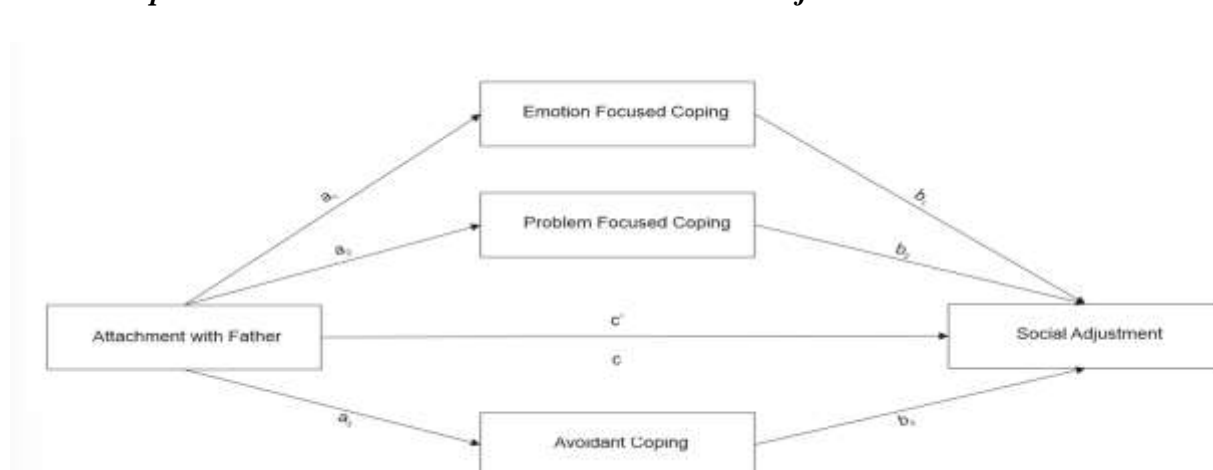 Emotion Focused Coping
a
b
Problem Focused Coping
a
b
c'
Attachment with Father
Social Adjustment
c
a
b
Avoidant Coping